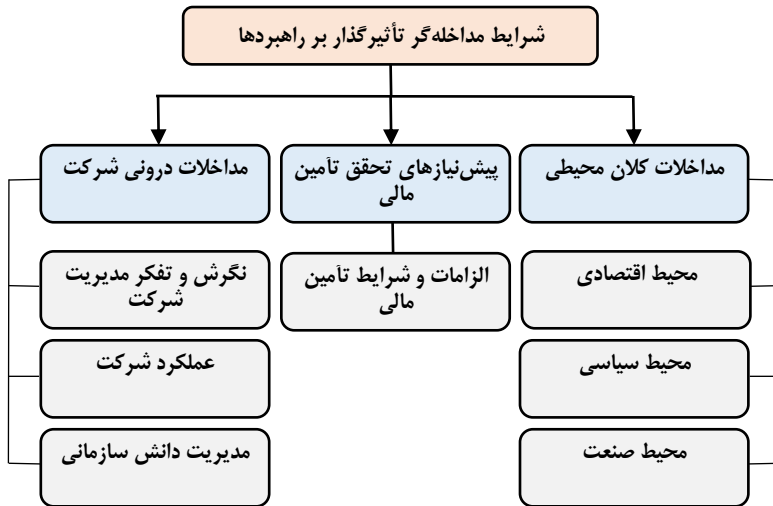 شرایط مداخله‌گر تأثیرگذار بر راهبردها
مداخلات کلان محیطی
پیش‌نیازهای تحقق تأمین
مالی
مداخلات درونی شرکت
محیط اقتصادی
الزامات و شرایط تأمین
مالی
نگرش و تفکر مدیریت
شرکت
محیط سیاسی
عملکرد شرکت
محیط صنعت
مدیریت دانش سازمانی